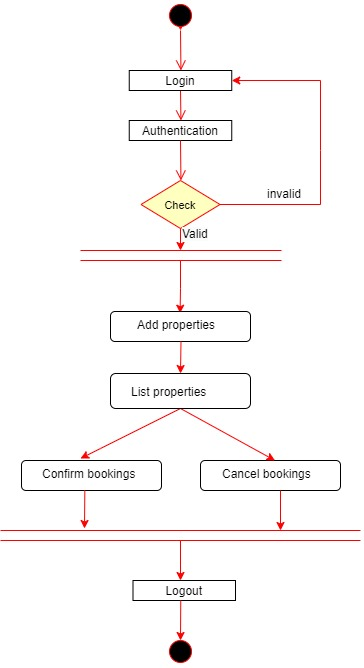 Login
Authentication
Check
invalid
Valid
Add properties
List properties
Confirm bookings
Cancel bookings
Logout